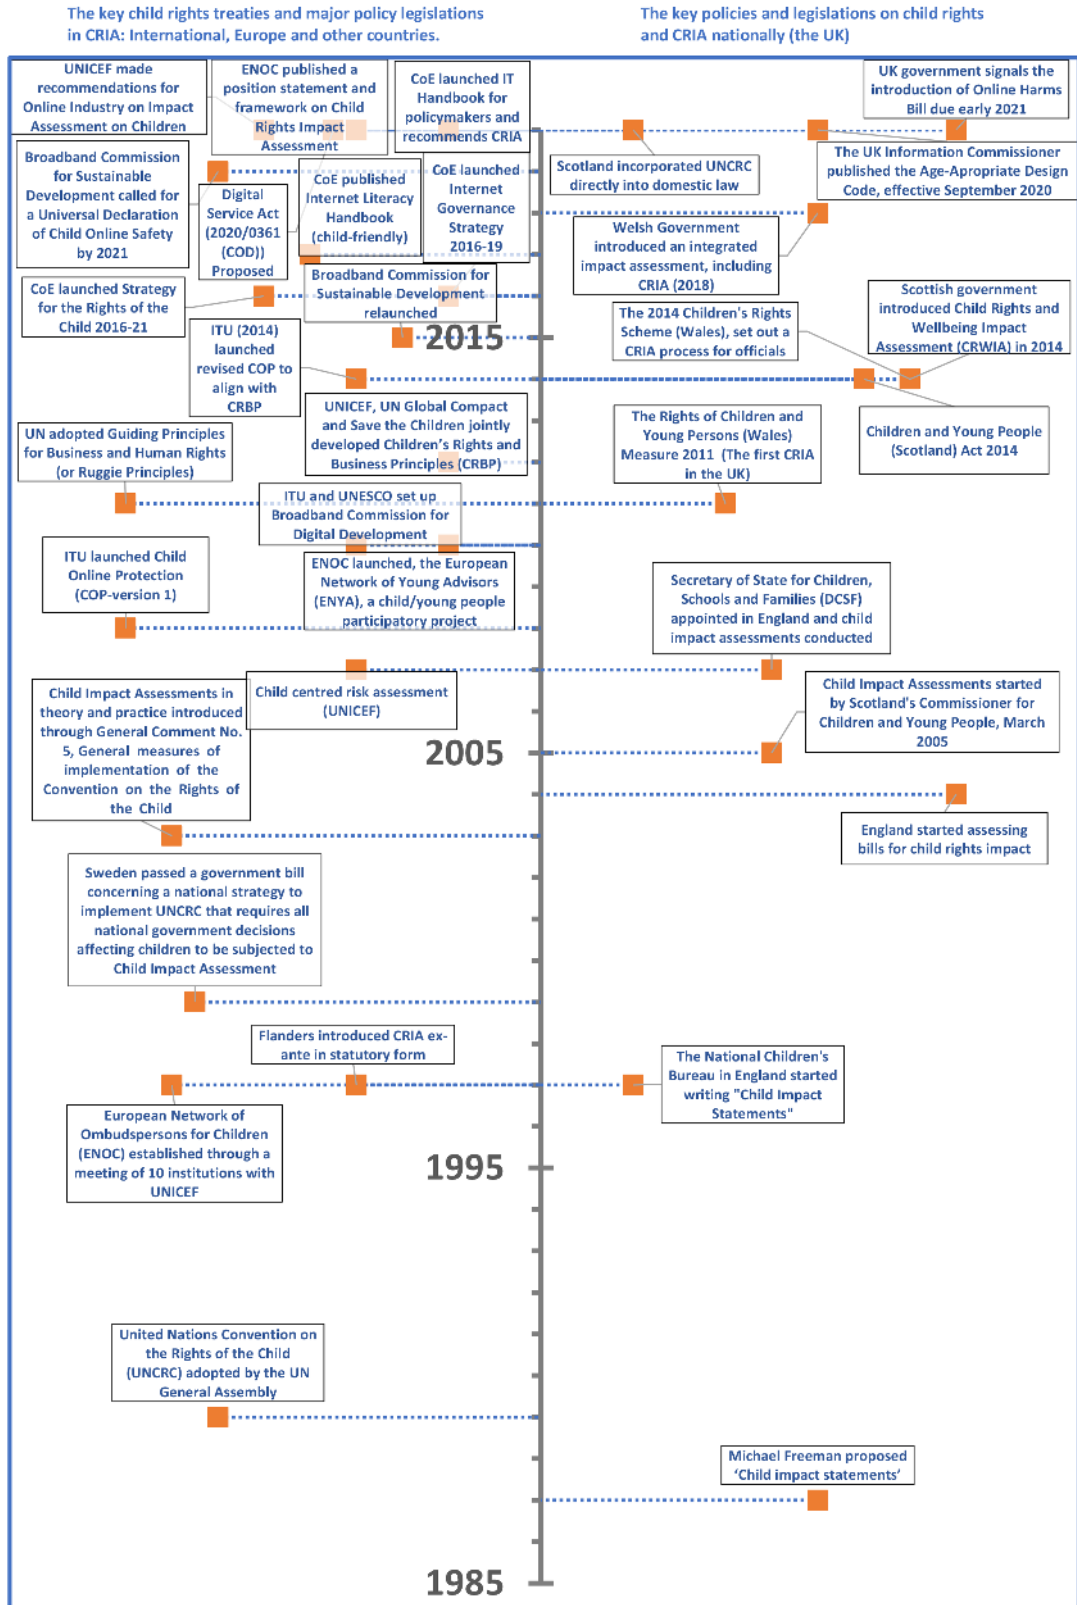 The key child rights treaties and major policy legislations
in CRIA: International, Europe and other countries.
The key policies and legislations on child rights
and CRIA nationally (the UK)
UNICEF made
recommendations for
Online Industry on Impact
Assessment on Children
ENOC published a
position statement and
framework on Child
Rights Impact
Assessment
CoE launched IT
Handbook for
policymakers and
recommends CRIA
UK government signals the
introduction of Online Harms
Bill due early 2021
Scotland incorporated UNCRC
directly into domestic law
The UK Information Commissioner
published the Age-Apropriate Design
Code, effective September 2020
Broadband Commission
for Sustainable
Development called for
a Universal Declaration
of Child Online Safety
by 2021
Digital
Service Act
(2020/0361
(COD))
Proposed
CoE published
Internet Literacy
Handbook
(child-friendly)
CoE launched
Internet
Governance
Strategy
2016-19
Welsh Government
introduced an integrated
impact assessment, including
CRIA (2018)
CoE launched Strategy
for the Rights of the
Child 2016-21
Broadband Commission for
Sustainable Development
relaunched
The 2014 Children's Rights
Scheme (Wales), set out a
CRIA process for officials
Scottish government
introduced Child Rights and
Wellbeing Impact
Assessment (CRWIA) in 2014
2015
ITU (2014)
launched
revised COP to
align with
CRBP
UNICEF, UN Global Compact
and Save the Children jointly
developed Children's Rights and
Business Principles (CRBP)
The Rights of Children and
Young Persons (Wales)
Measure 2011 (The first CRIA
in the UK)
Children and Young People
(Scotland) Act 2014
UN adopted Guiding Principles
for Business and Human Rights
(or Ruggie Principles)
ITU and UNESCO set up
Broadband Commission for
Digital Development
ITU launched Child
Online Protection
(COP-version 1)
ENOC launched, the European
Network of Young Advisors
(ENYA), a child/young people
participatory project
Secretary of State for Children,
Schools and Families (DCSF)
appointed in England and child
impact assessments conducted
Child centred risk assessment
(UNICEF)
Child Impact Assessments in
theory and practice introduced
through General Comment No.
5, General measures of
implementation of the
Convention on the Rights of
the Child
Child Impact Assessments started
by Scotland's Commissioner for
Children and Young People, March
2005
2005
England started assessing
bills for child rights impact
Sweden passed a government bill
concerning a national strategy to
implement UNCRC that requires all
national government decisions
affecting children to be subjected to
Child Impact Assessment
Flanders introduced CRIA ex-
ante in statutory form
The National Children's
Bureau in England started
writing "Child Impact
Statements"
European Network of
Ombudspersons for Children
(ENOC) established through a
meeting of 10 institutions with
UNICEF
1995
United Nations Convention on
the Rights of the Child
(UNCRC) adopted by the UN
General Assembly
Michael Freeman proposed
‘Child impact statements’
1985